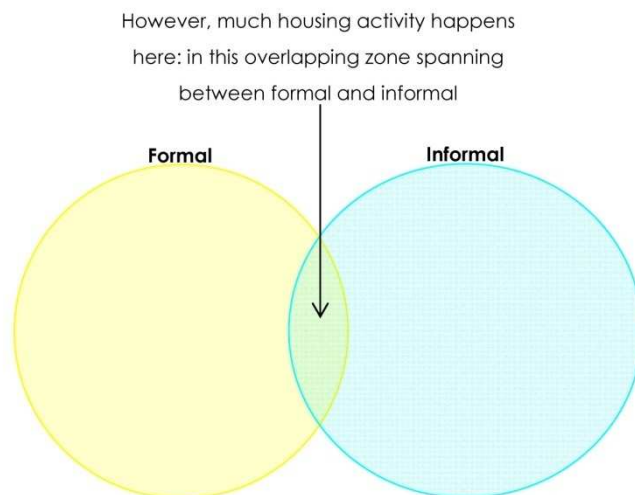 However, much housing activity happens
here: in this overlapping zone spanning
between formal and informal
Formal
Informal